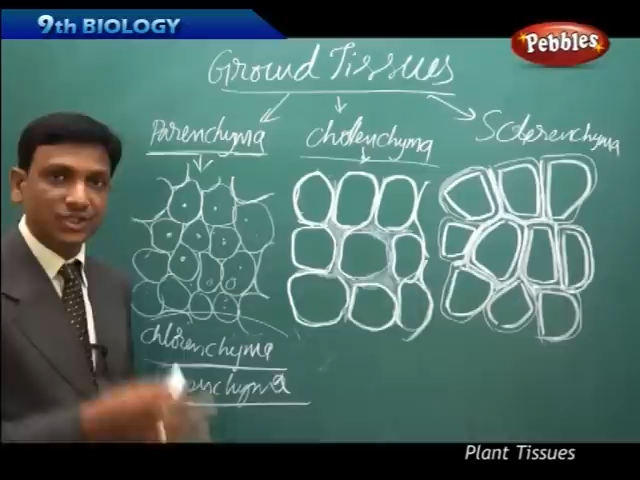 9th BIOLOGY
Pebbles
Ground Tissues
Parenchyma
Chollenchyma
Sclerenchyma
chlorenchyma
Plant Tissues